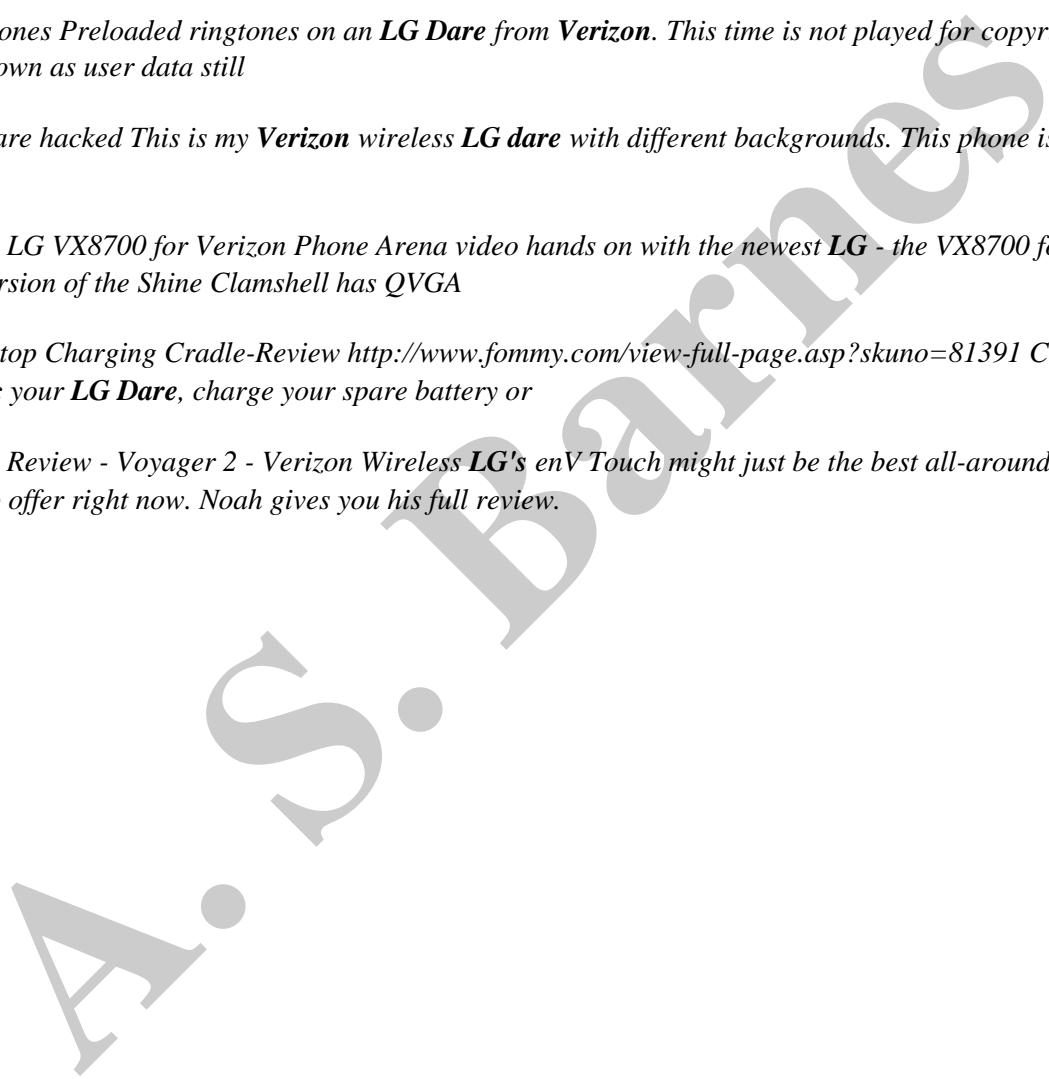 ones Preloaded ringtones on an LG Dare from Verizon. This time is not played for copyr
own as user data still
are hacked This is my Verizon wireless LG dare with different backgrounds. This phone is
LG VX8700 for Verizon Phone Arena video hands on with the newest LG - the VX8700 fo
rsion of the Shine Clamshell has QVGA
top Charging Cradle-Review http://www.fommy.com/view-full-page.asp?skuno=81391 C
your LG Dare, charge your spare battery or
Review - Voyager 2 - Verizon Wireless LG's enV Touch might just be the best all-around
offer right now. Noah gives you his full review.
A. S. Barnes